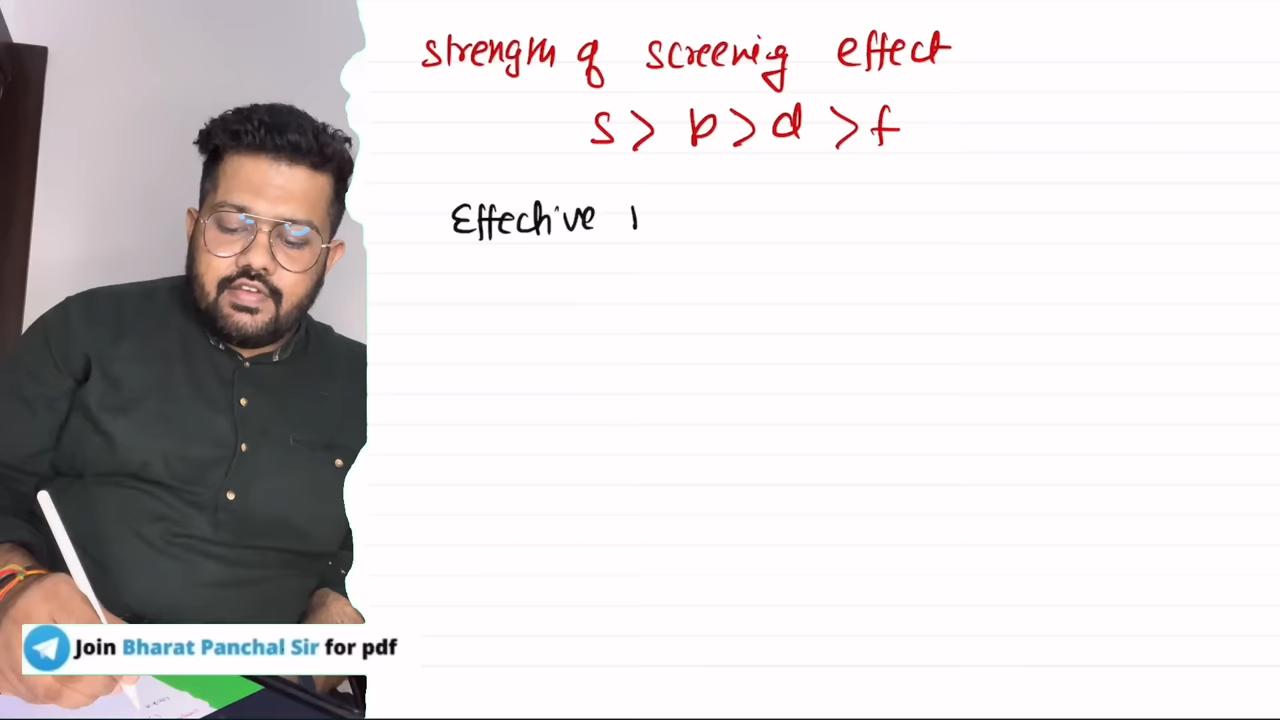 strength of screening effect
s > p > d > f
Effective
Join Bharat Panchal Sir for pdf